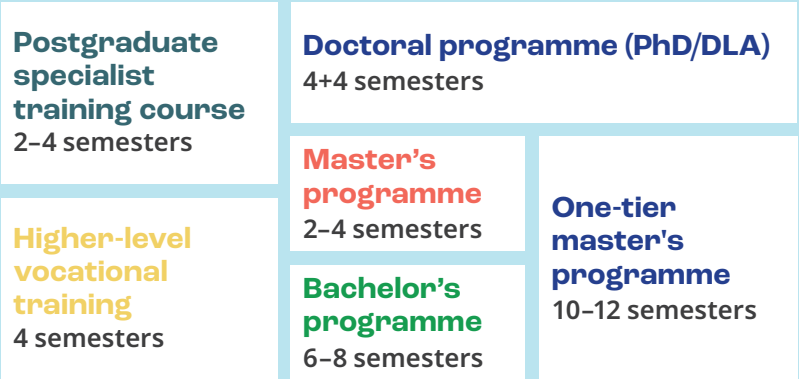 Postgraduate
specialist
training course
2–4 semesters
Doctoral programme (PhD/DLA)
4+4 semesters
Master’s
programme
2–4 semesters
One-tier
master's
programme
10–12 semesters
Higher-level
vocational
training
4 semesters
Bachelor’s
programme
6–8 semesters